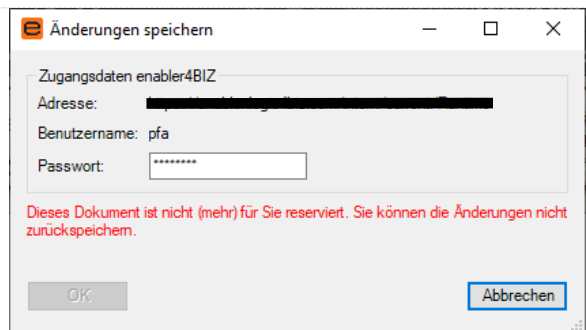 Änderungen speichern
Zugangsdaten enabler4BIZ
Adresse:
Benutzername: pfa
Passwort: ********
Dieses Dokument ist nicht (mehr) für Sie reserviert. Sie können die Änderungen nicht
zurückspeichern.
OK
Abbrechen